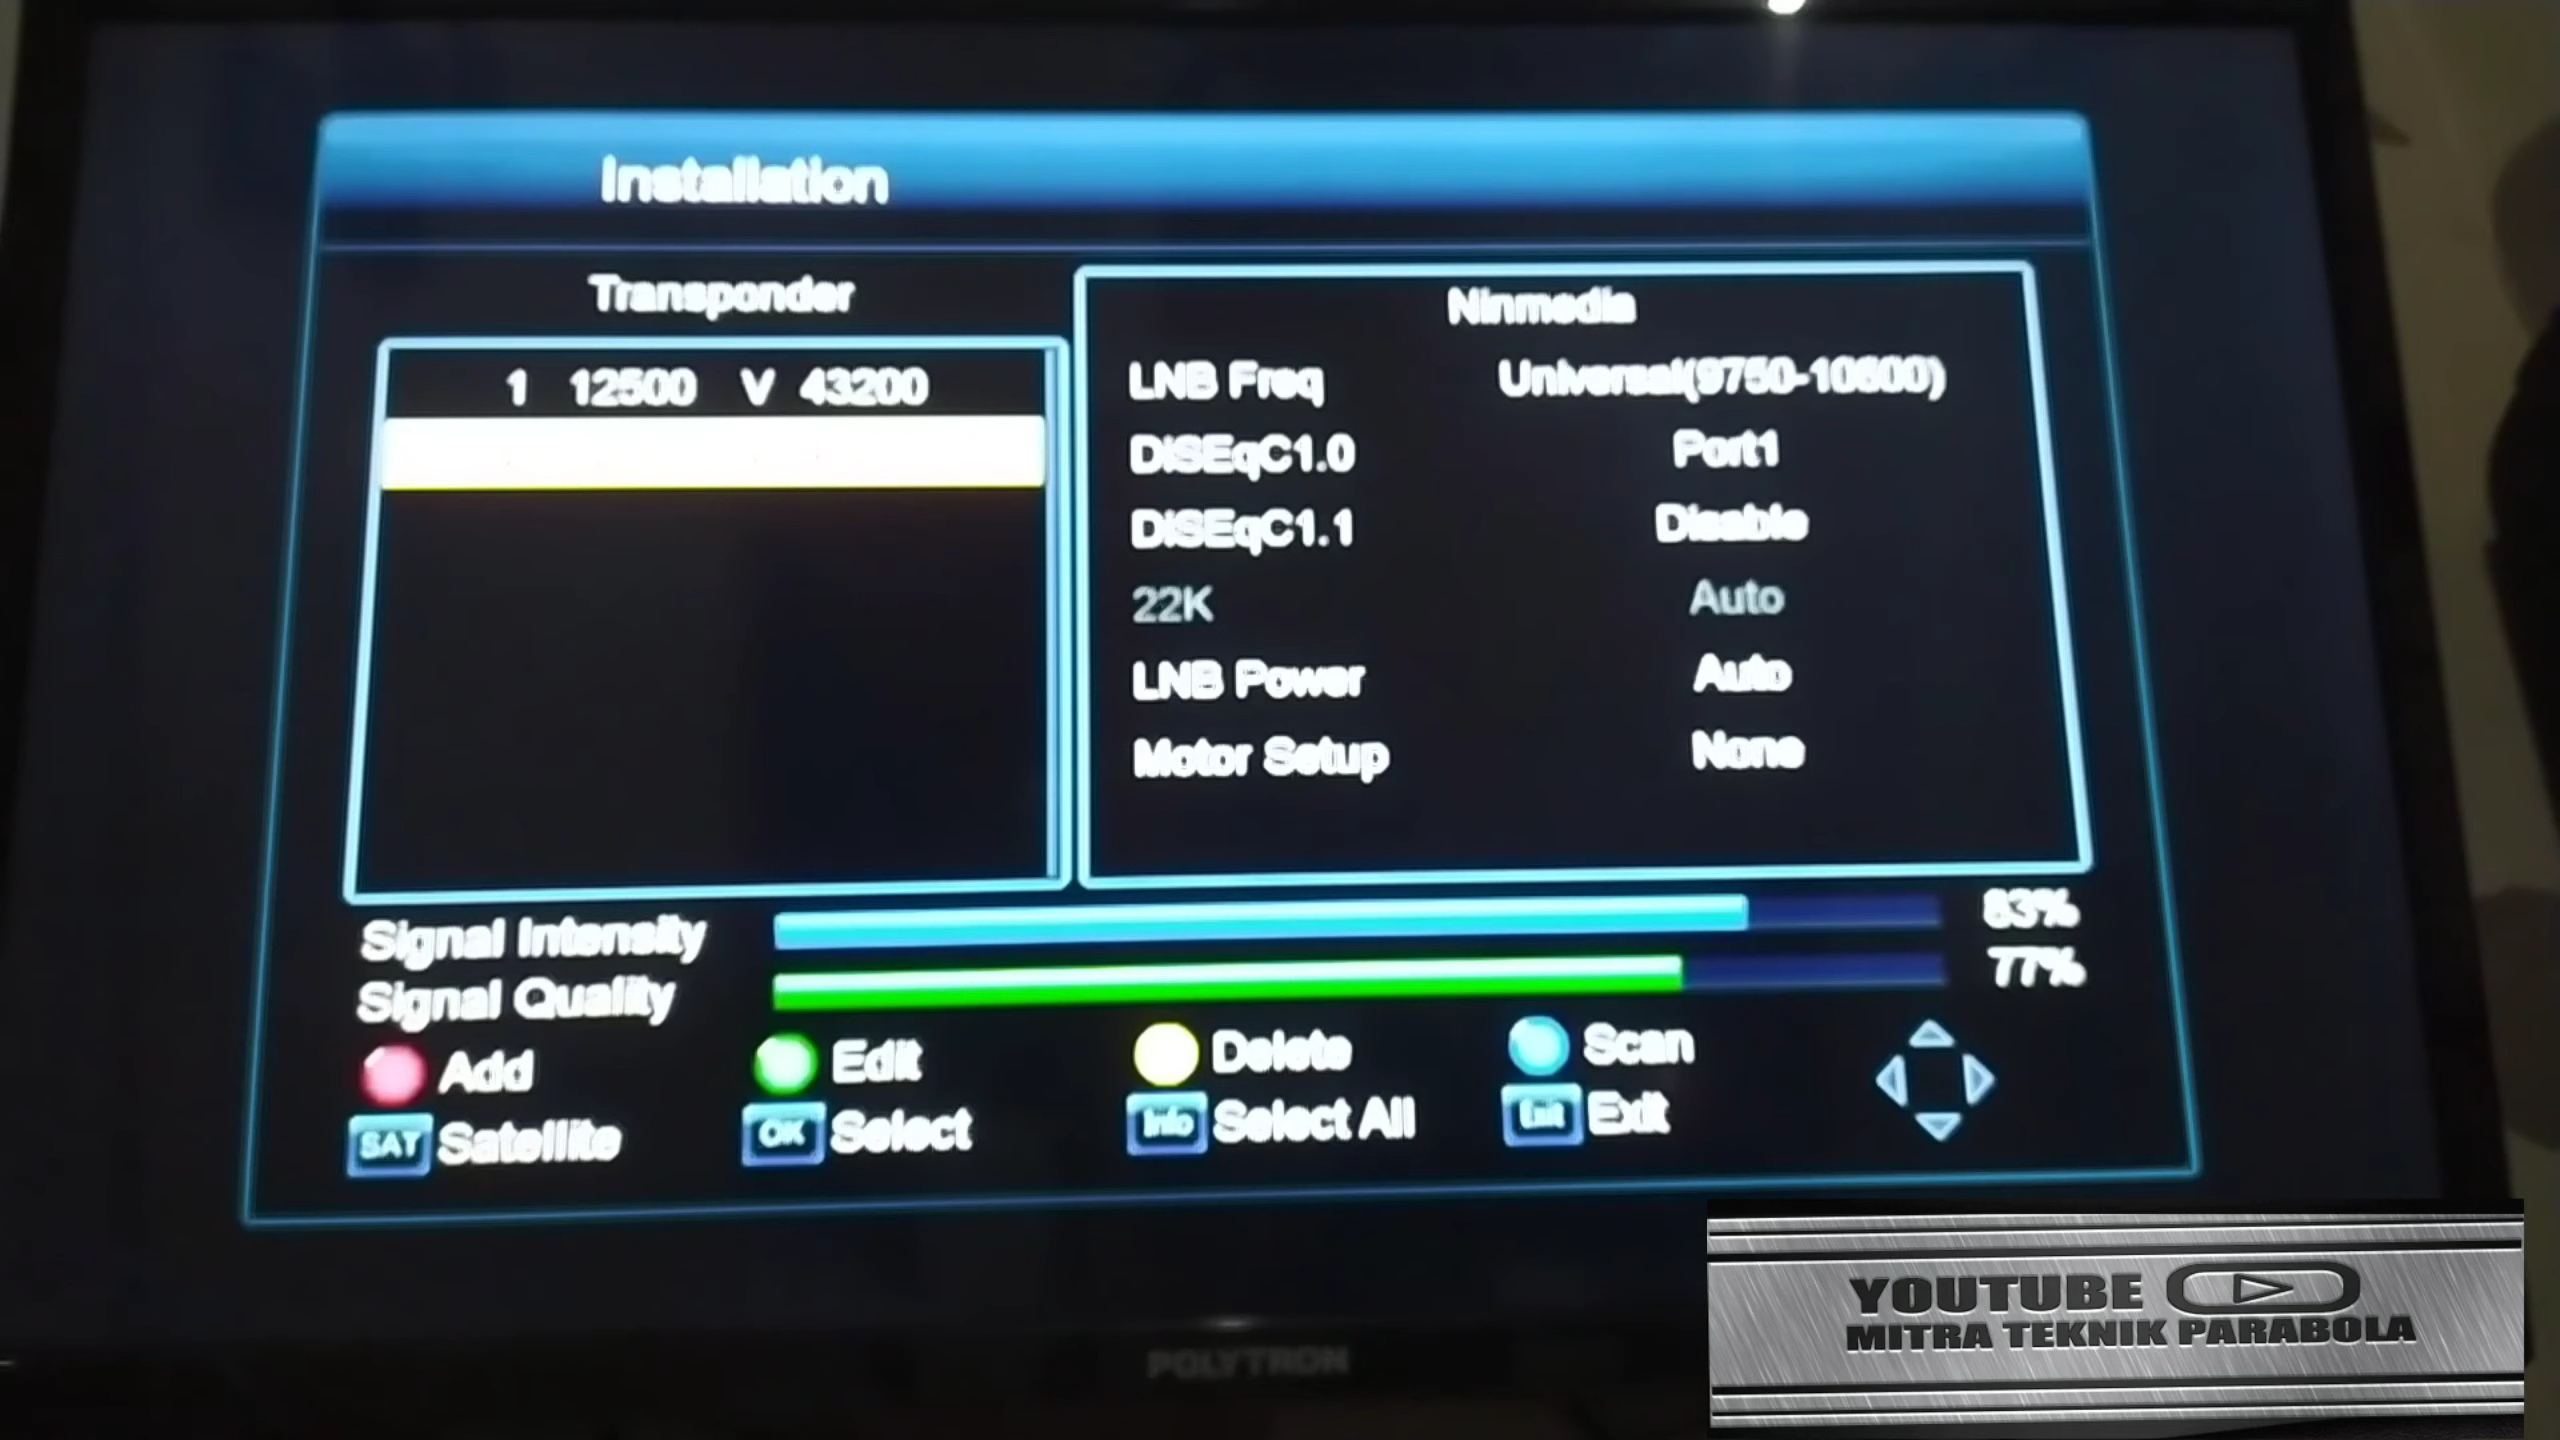 Installation
Transponder
1 12500 V 43200
Ninmedia
LNB Freq Universal(9750-10600)
DiSEqC1.0 Port1
DiSEqC1.1 Disable
22K Auto
LNB Power Auto
Motor Setup None
Signal Intensity 83%
Signal Quality 77%
Add Edit Delete Scan
SAT Satellite OK Select Info Select All Exit Exit
POLYTRON
YOUTUBE
MITRA TEKNIK PARABOLA